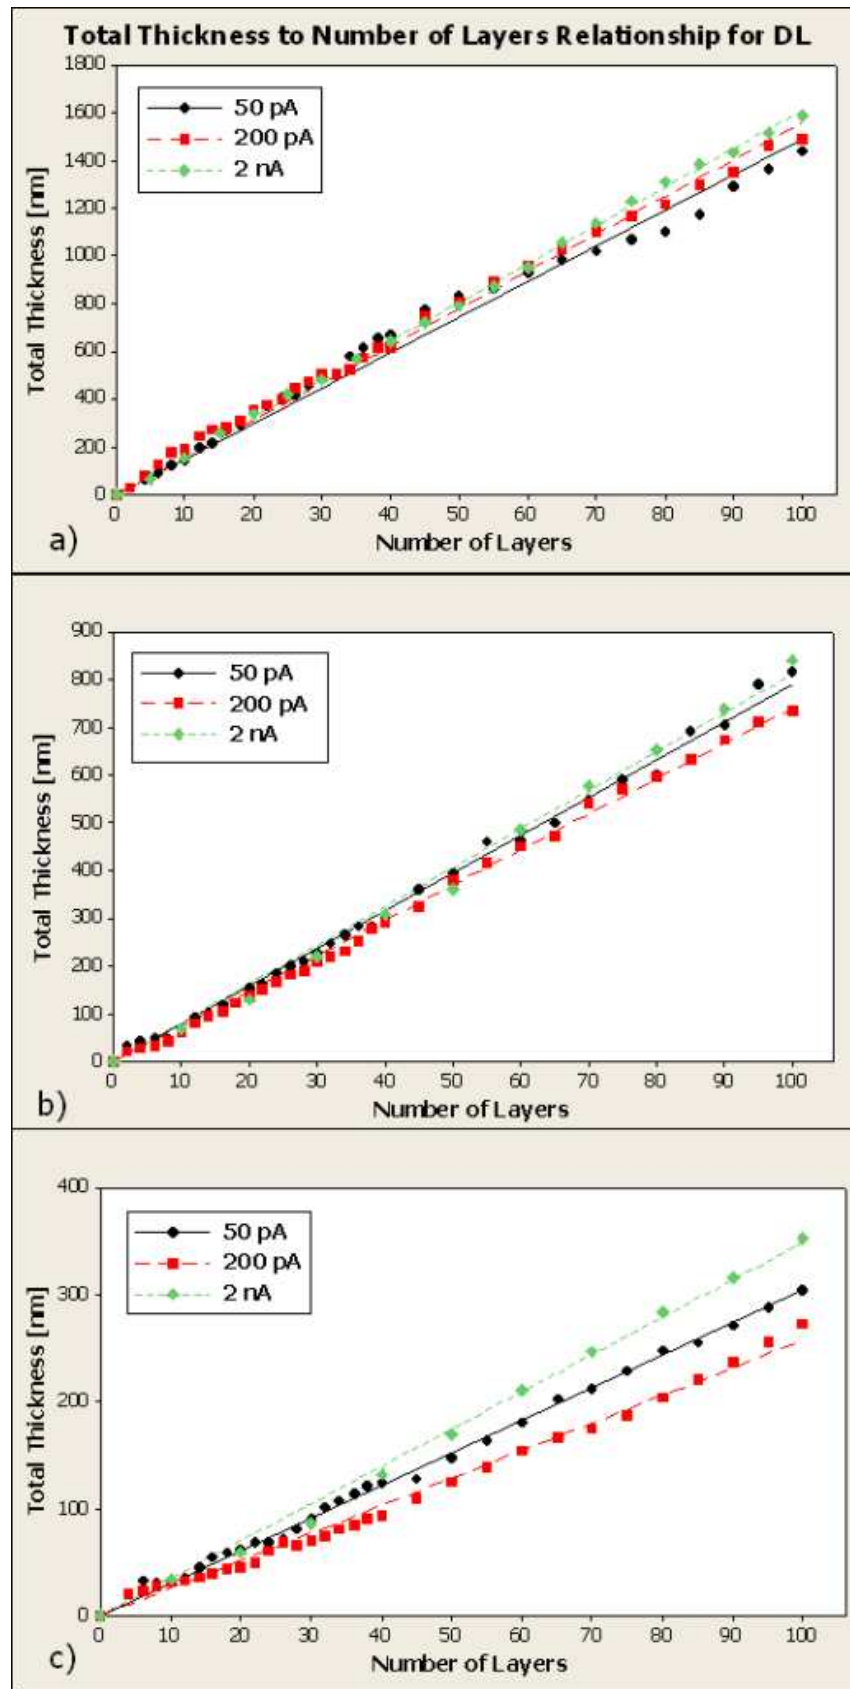 Total Thickness to Number of Layers Relationship for DL
1800
1600
1400
1200
1000
800
600
400
200
0
Total Thickness [nm]
50 pA
200 pA
2 nA
0 10 20 30 40 50 60 70 80 90 100
Number of Layers
a)
900
800
700
600
500
400
300
200
100
0
Total Thickness [nm]
50 pA
200 pA
2 nA
0 10 20 30 40 50 60 70 80 90 100
Number of Layers
b)
400
300
200
100
0
Total Thickness [nm]
50 pA
200 pA
2 nA
0 10 20 30 40 50 60 70 80 90 100
Number of Layers
c)